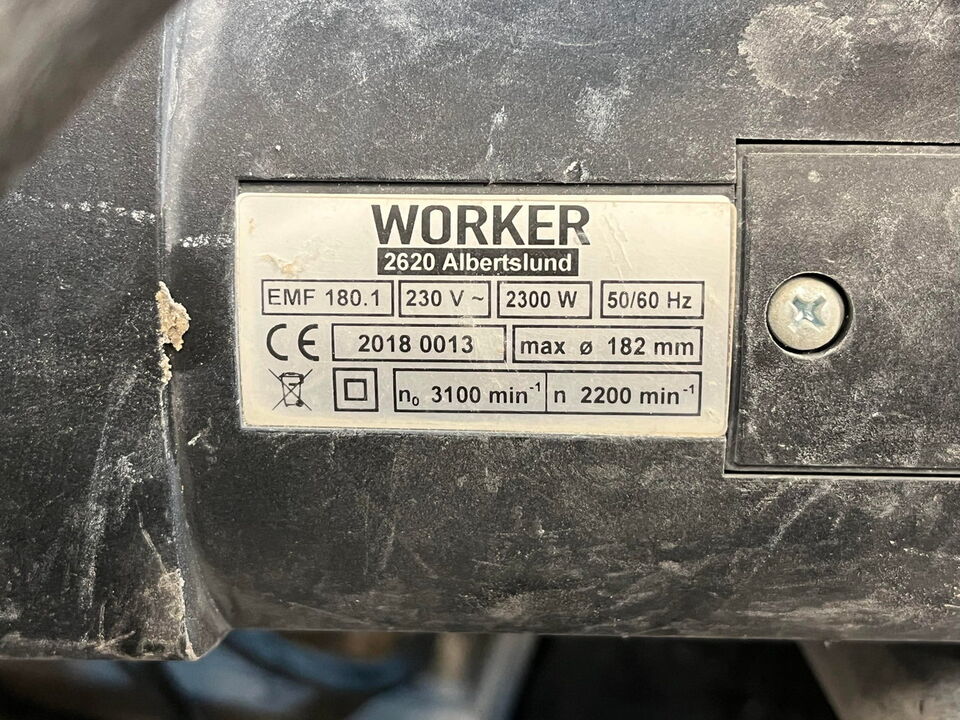 WORKER
2620 Albertslund
EMF 180.1 230 V ~ 2300 W 50/60 Hz
CE 2018 0013 max ø 182 mm
n₀ 3100 min⁻¹ n 2200 min⁻¹